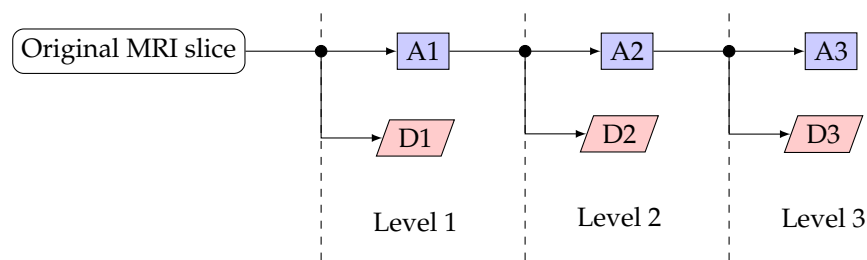 Original MRI slice
A1
A2
A3
D1
D2
D3
Level 1
Level 2
Level 3